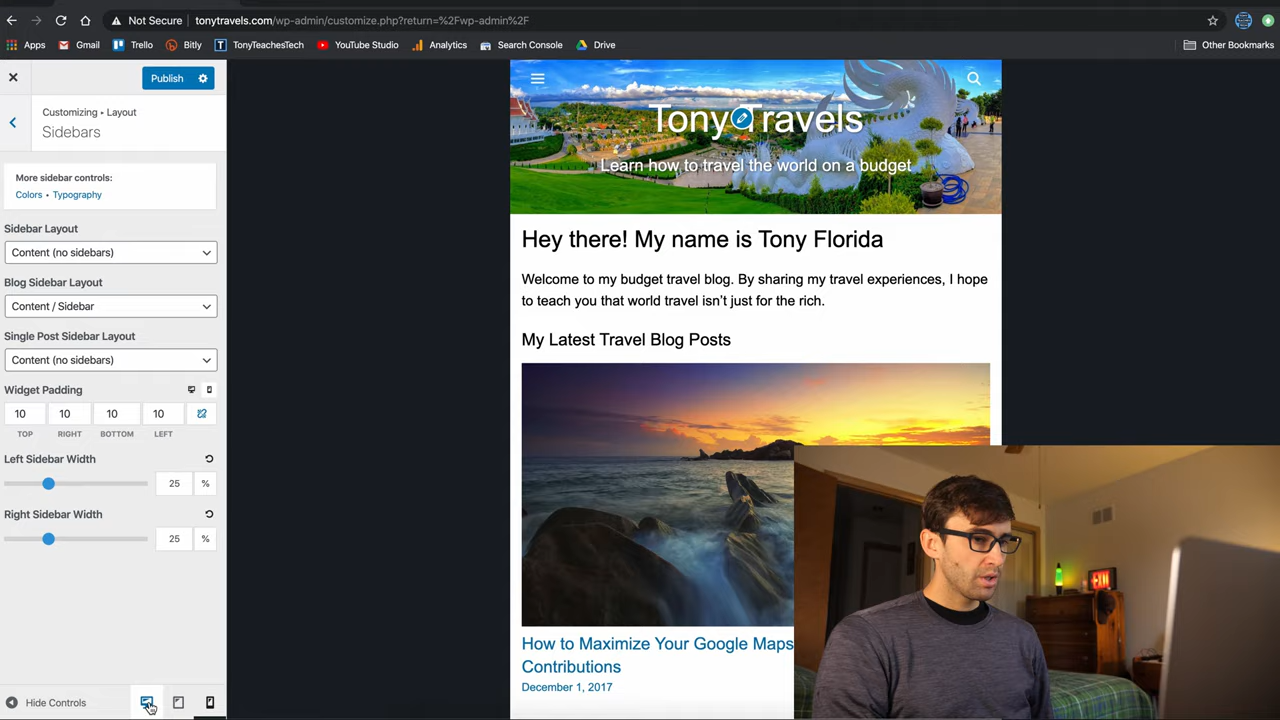 Not Secure
tonytravels.com/wp-admin/customize.php?return=%2Fwp-admin%2F
Apps
Gmail
Trello
Bitly
TonyTeachesTech
YouTube Studio
Analytics
Search Console
Drive
Other Bookmarks
Publish
Customizing • Layout
Sidebars
More sidebar controls:
Colors • Typography
Sidebar Layout
Content (no sidebars)
Blog Sidebar Layout
Content / Sidebar
Single Post Sidebar Layout
Content (no sidebars)
Widget Padding
10 10 10 10
TOP RIGHT BOTTOM LEFT
Left Sidebar Width
25 %
Right Sidebar Width
25 %
Hide Controls
Tony Travels
Learn how to travel the world on a budget
Hey there! My name is Tony Florida
Welcome to my budget travel blog. By sharing my travel experiences, I hope
to teach you that world travel isn’t just for the rich.
My Latest Travel Blog Posts
How to Maximize Your Google Maps
Contributions
December 1, 2017